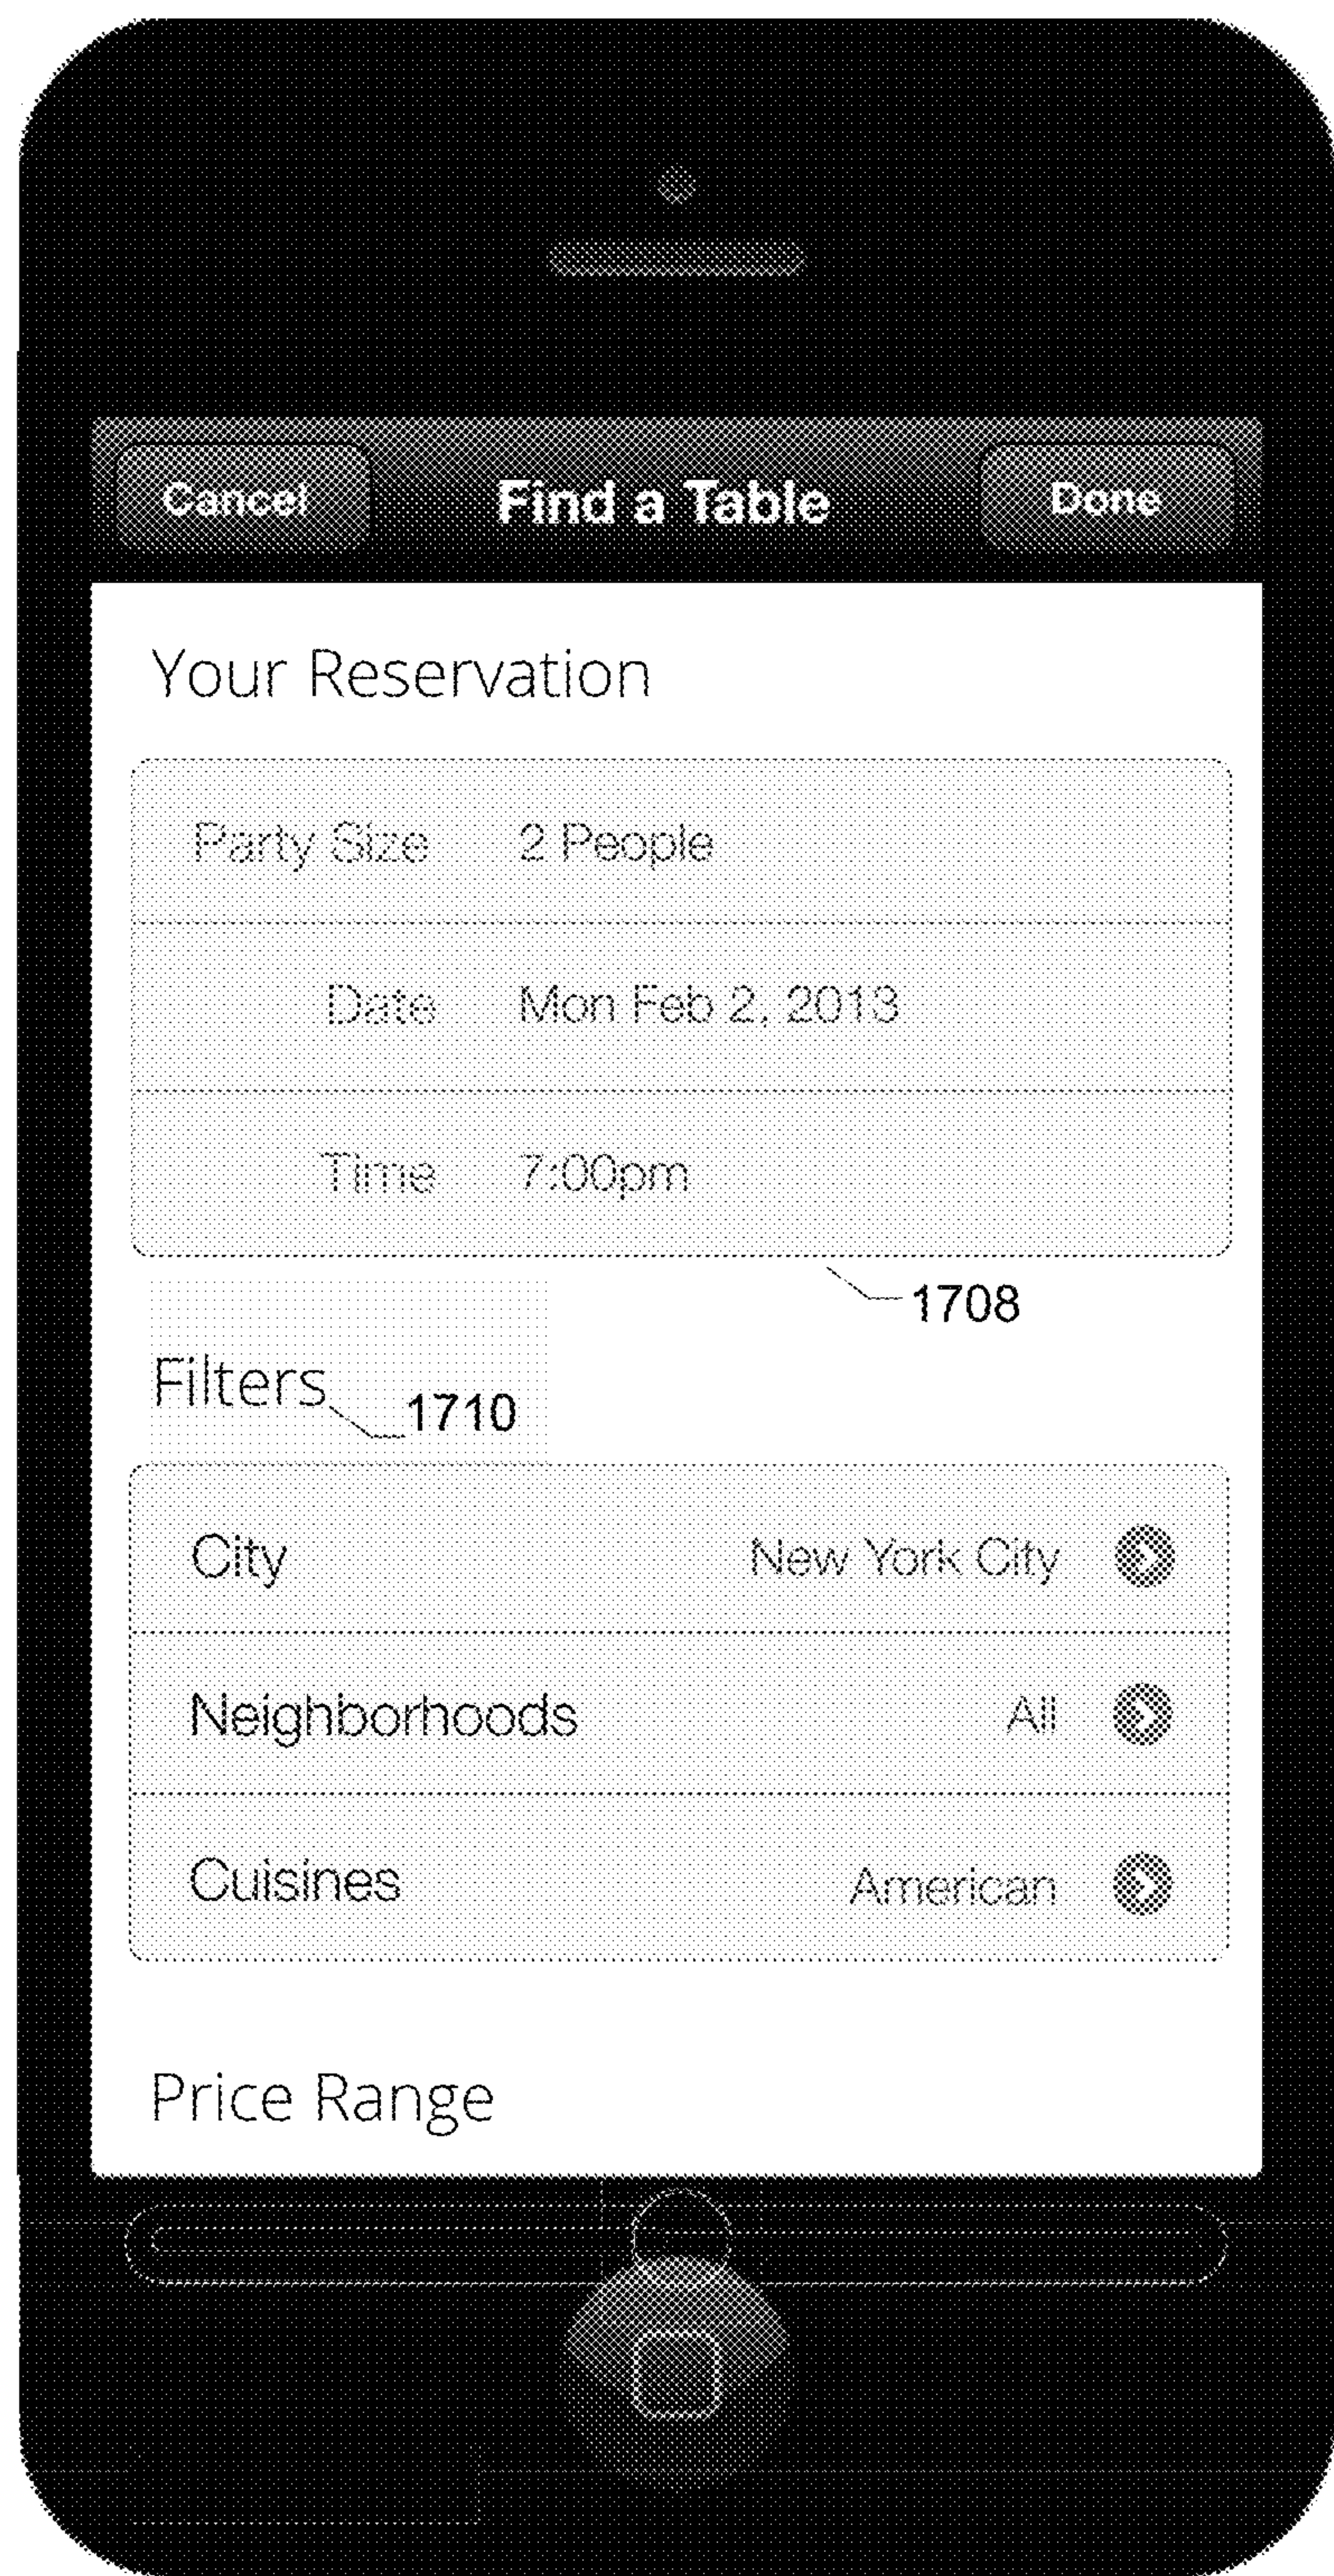 Cancel Find a Table Done
Your Reservation
Party Size 2 People
Date Mon Feb 2, 2013
Time 7:00pm
1708
Filters
1710
City New York City
Neighborhoods All
Cuisines American
Price Range